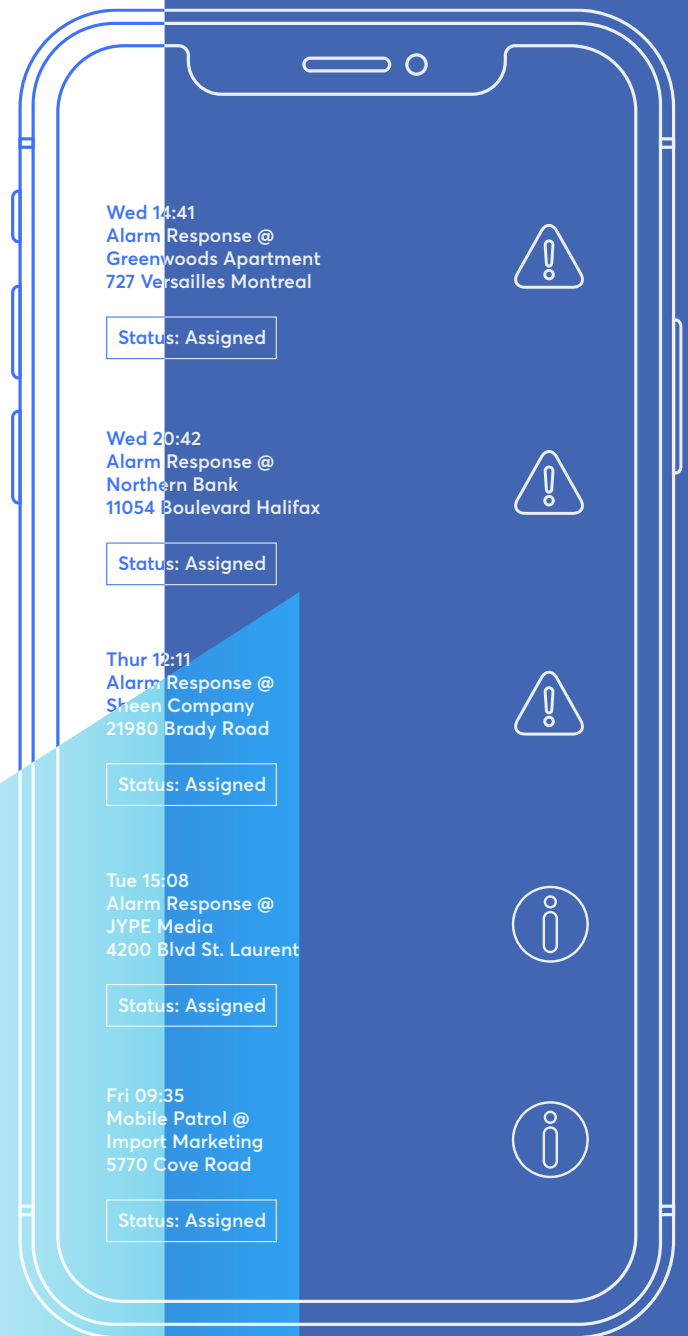 Wed 14:41
Alarm Response @
Greenwoods Apartment
727 Versailles Montreal
Status: Assigned
Wed 20:42
Alarm Response @
Northern Bank
11054 Boulevard Halifax
Status: Assigned
Thur 12:11
Alarm Response @
Sheen Company
21980 Brady Road
Status: Assigned
Tue 15:08
Alarm Response @
JYPE Media
4200 Blvd St. Laurent
Status: Assigned
Fri 09:35
Mobile Patrol @
Import Marketing
5770 Cove Road
Status: Assigned